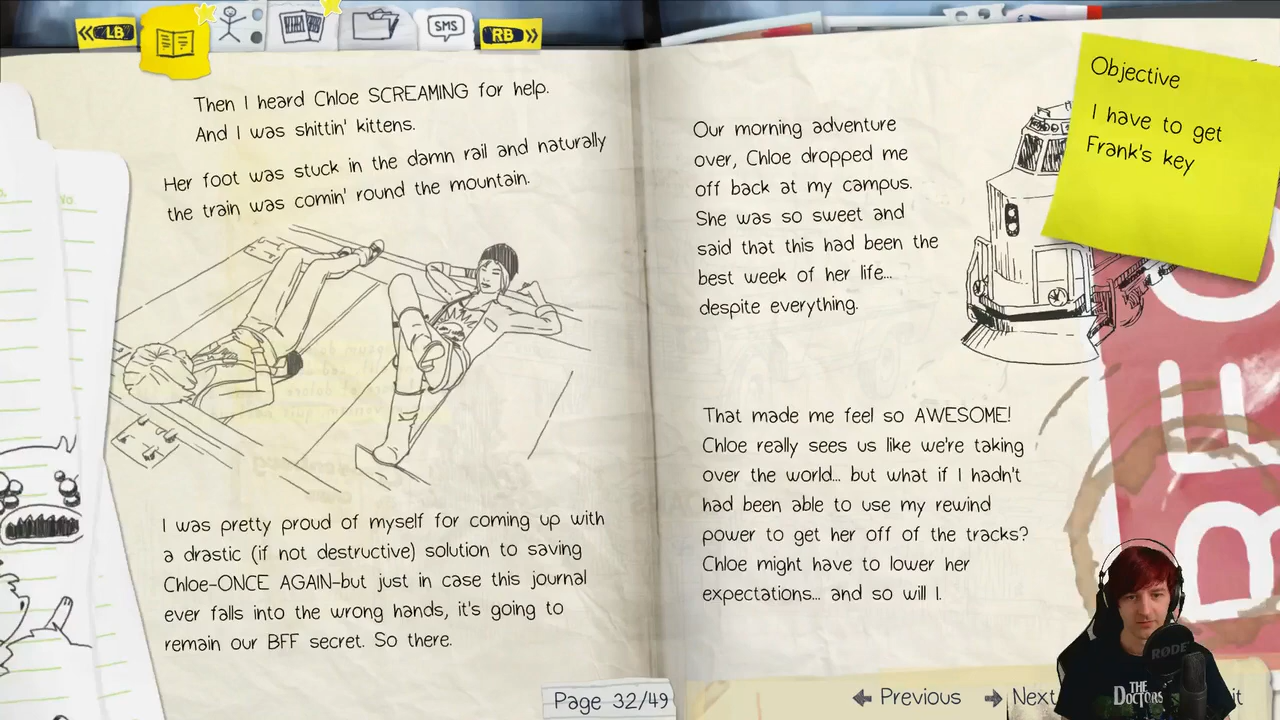 LB
SMS
RB
Then I heard Chloe SCREAMING for help.
And I was shittin' kittens.
Her foot was stuck in the damn rail and naturally
the train was comin' round the mountain.
I was pretty proud of myself for coming up with
a drastic (if not destructive) solution to saving
Chloe-ONCE AGAIN-but just in case this journal
ever falls into the wrong hands, it's going to
remain our BFF secret. So there.
Our morning adventure
over, Chloe dropped me
off back at my campus.
She was so sweet and
said that this had been the
best week of her life...
despite everything.
That made me feel so AWESOME!
Chloe really sees us like we're taking
over the world... but what if I hadn't
had been able to use my rewind
power to get her off of the tracks?
Chloe might have to lower her
expectations... and so will I.
Objective
I have to get
Frank's key
Page 32/49
Previous
Next
RØDE
THE
DOCTORS